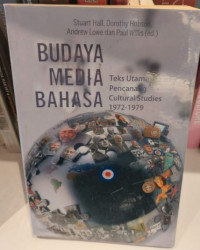 Stuart Hall, Dorothy Hobson,
Andrew Lowe dan Paul Willis (ed.)
BUDAYA
MEDIA
BAHASA
Teks Utama
Pencanang
Cultural Studies
1972-1979